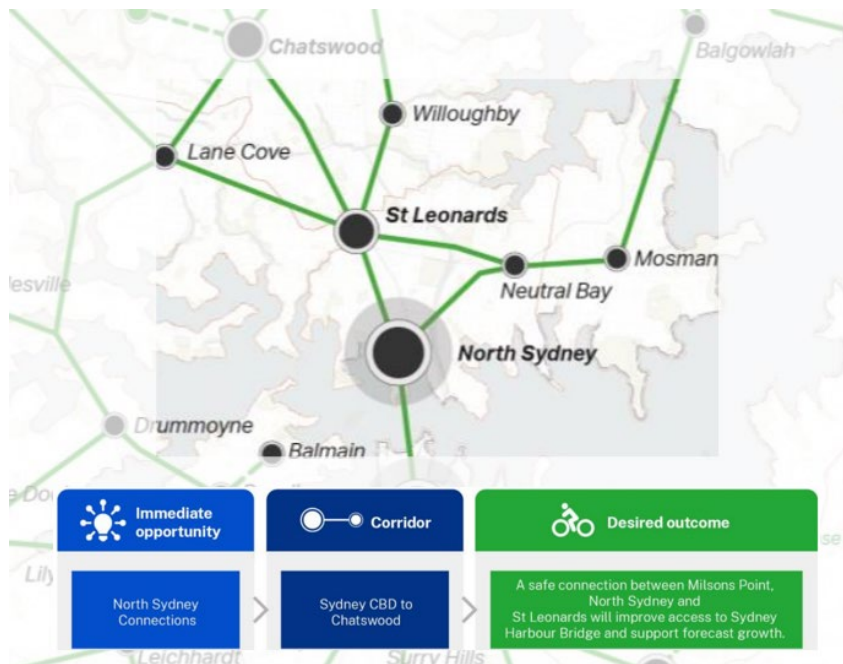 Chatswood
Balgowlah
Willoughby
Lane Cove
St Leonards
Mosman
Neutral Bay
North Sydney
Drummoyne
Balmain
Immediate
opportunity
Corridor
Desired outcome
North Sydney
Connections
Sydney CBD to
Chatswood
A safe connection between Milsons Point,
North Sydney and
St Leonards will improve access to Sydney
Harbour Bridge and support forecast growth.
Leichhardt
Surry Hills